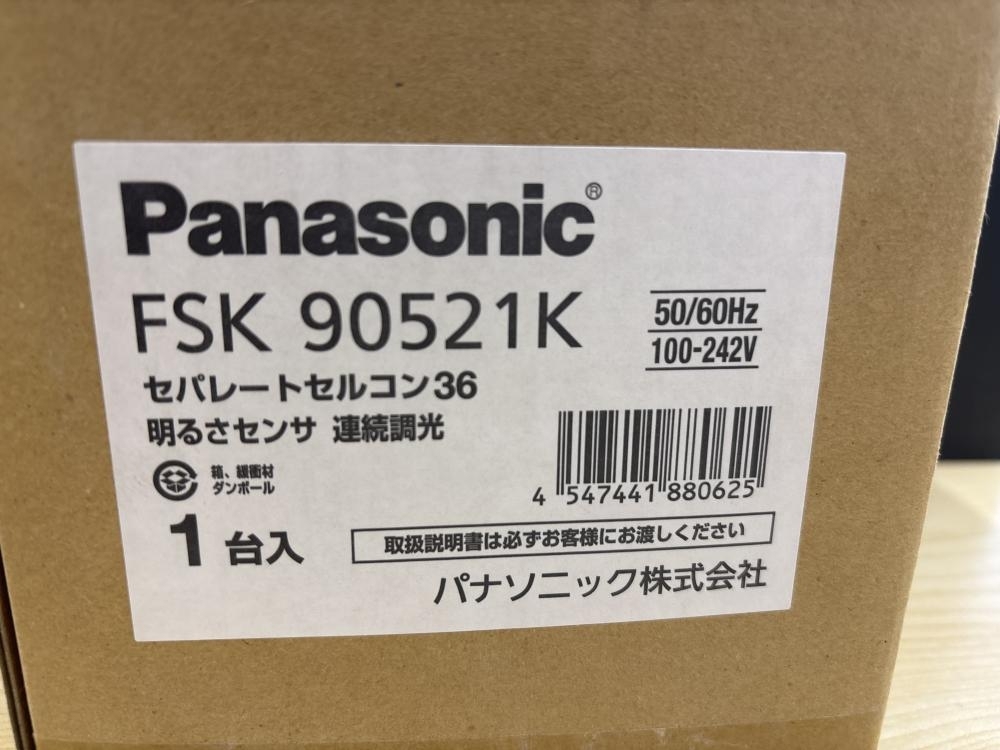 Panasonic®
FSK 90521K
50/60Hz
100-242V
セパレートセルコン36
明るさセンサ 連続調光
箱、緩衝材
ダンボール
4 547441 880625
1 台入
取扱説明書は必ずお客様にお渡しください
パナソニック株式会社